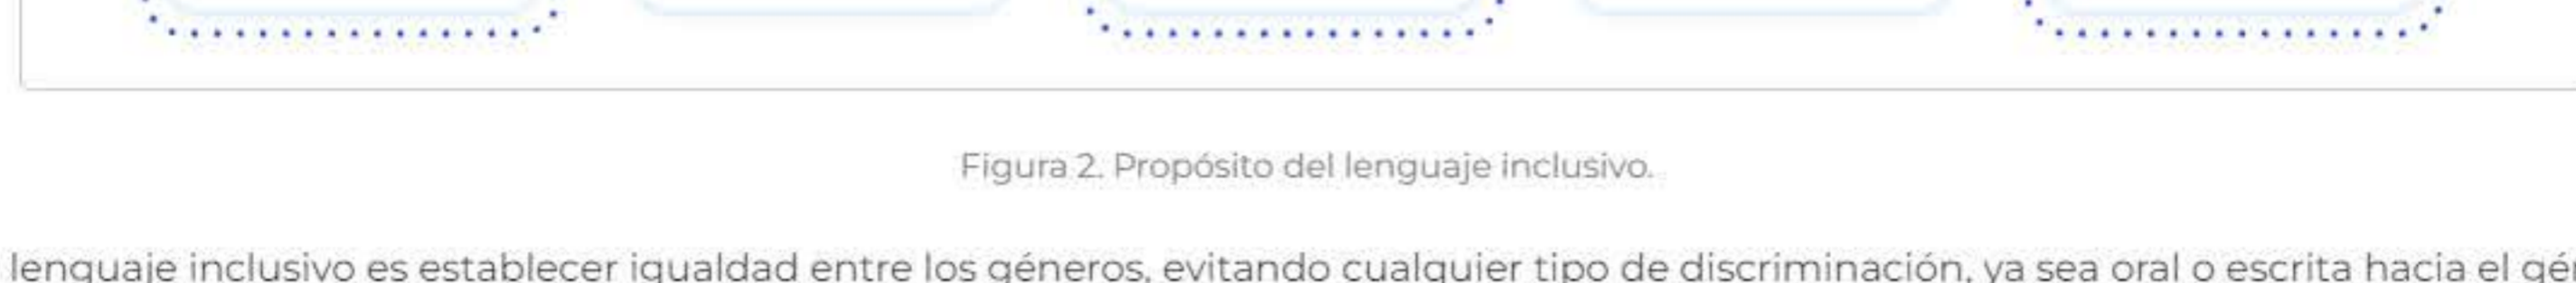 Figura 2. Propósito del lenguaje inclusivo.
lenguaje inclusivo es establecer igualdad entre los géneros, evitando cualquier tipo de discriminación, ya sea oral o escrita hacia el